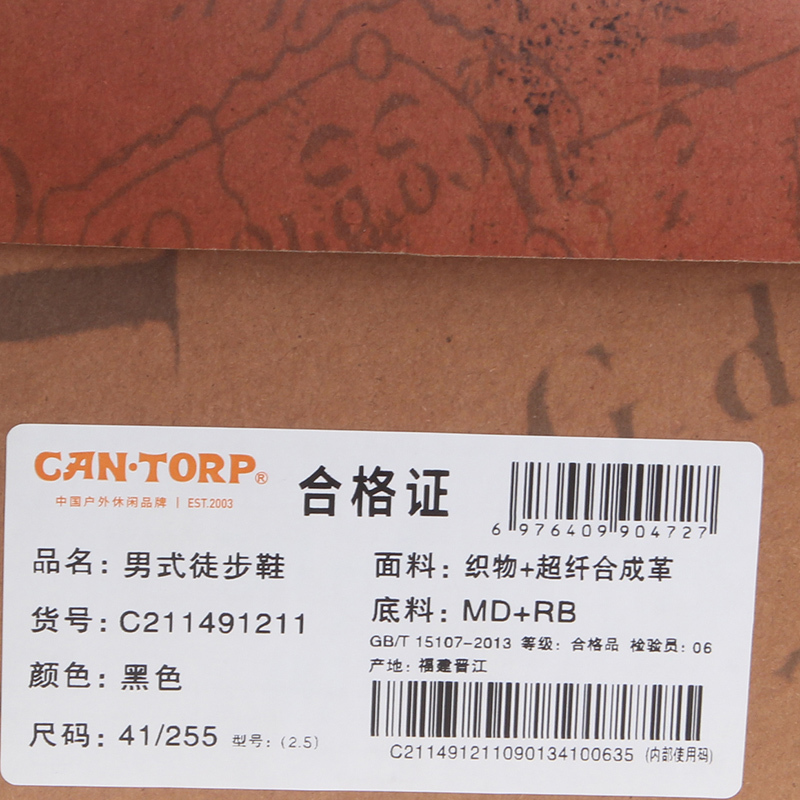 G.d
CAN·TORP®
中国户外休闲品牌 | EST.2003
合格证
6 976409 904727
品名：男式徒步鞋
货号：C211491211
颜色：黑色
尺码：41/255 型号：（2.5）
面料：织物+超纤合成革
底料：MD+RB
GB/T 15107-2013 等级：合格品 检验员：06
产地：福建晋江
C211491211090134100635（内部使用码）